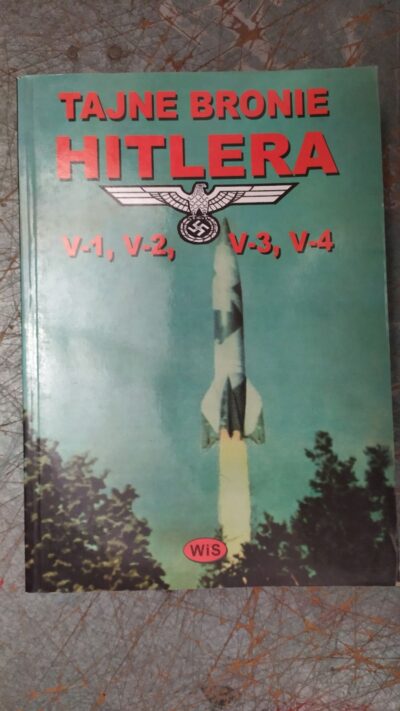 TAJNE BRONIE
HITLERA
V-1, V-2, V-3, V-4
WiS